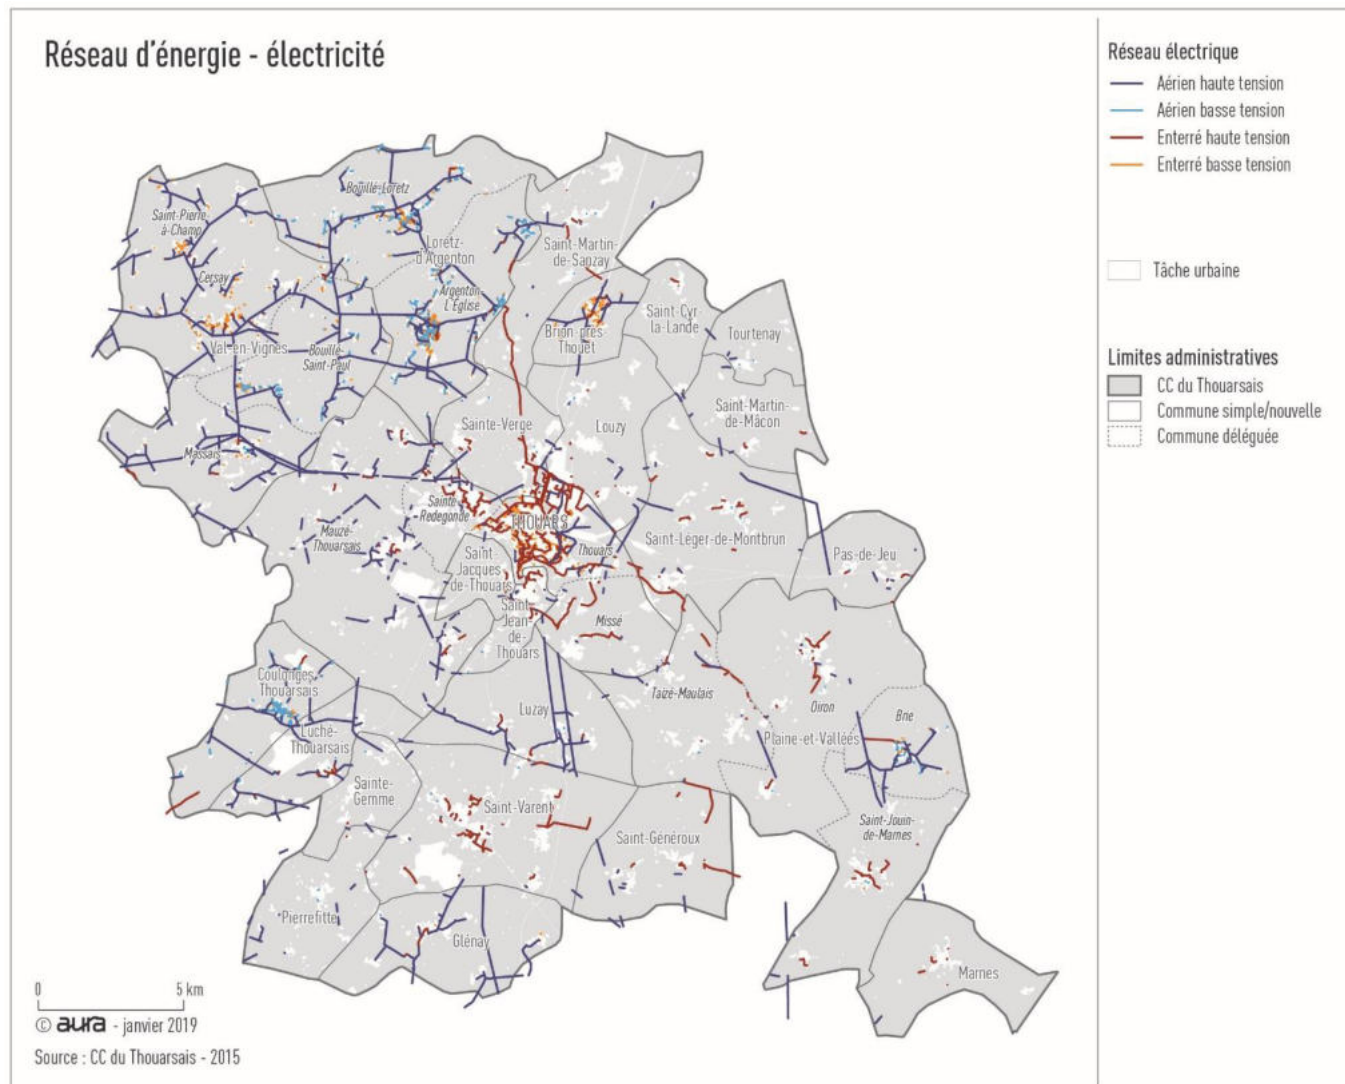 Réseau d'énergie - électricité
Réseau électrique
Aérien haute tension
Aérien basse tension
Enterré haute tension
Enterré basse tension
Tâche urbaine
Limites administratives
CC du Thouarsais
Commune simple/nouvelle
Commune déléguée
Bouillé-Loretz
Saint-Pierre
à-Champ
Loretz-
d'Argenton
Saint-Martin-
de-Sanzay
Cersay
Argenton
L'Église
Saint-Cyr
la-Lande
Brion-près
Thouet
Tourtenay
Val-en-Vignes
Bouillé-
Saint-Paul
Saint-Martin
de-Mâcon
Sainte-Verge
Louzy
Massais
Sainte
Redegonde
THOUARS
Mauzé-
Thouarsais
Thouars
Saint-Léger-de-Montbrun
Pas-de-Jeu
Saint-
Jacques
de-Thouars
Saint-
Jean-
de-
Thouars
Missé
Coulonges
Thouarsais
Taizé-Maulais
Oiron
Luzay
Bne
Plaine-et-Valléés
Luché-
Thouarsais
Sainte-
Gemme
Saint-Varent
Saint-Généroux
Saint-Jouin-
de-Marnes
Pierrefitte
Glénay
Marnes
0 5 km
© aura - janvier 2019
Source : CC du Thouarsais - 2015